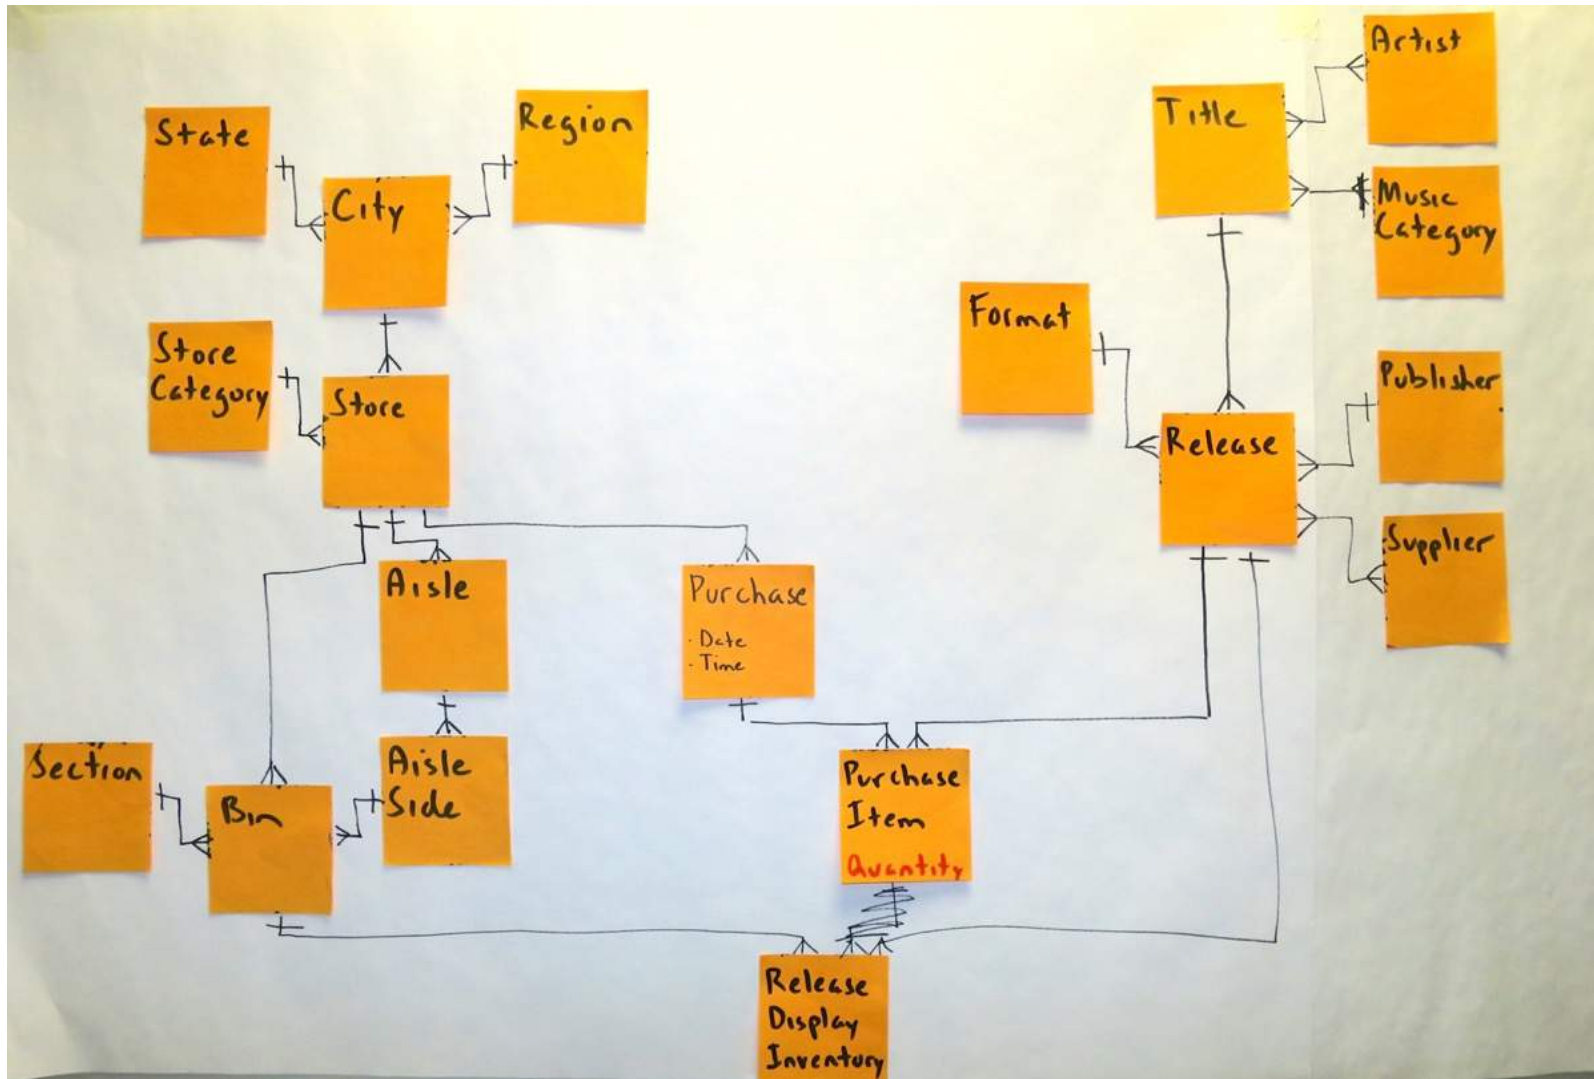 State
Region
City
Store
Category
Store
Aisle
Purchase
- Date
- Time
Section
Bin
Aisle
Side
Purchase
Item
Quantity
Release
Display
Inventory
Artist
Title
Music
Category
Format
Publisher
Release
Supplier